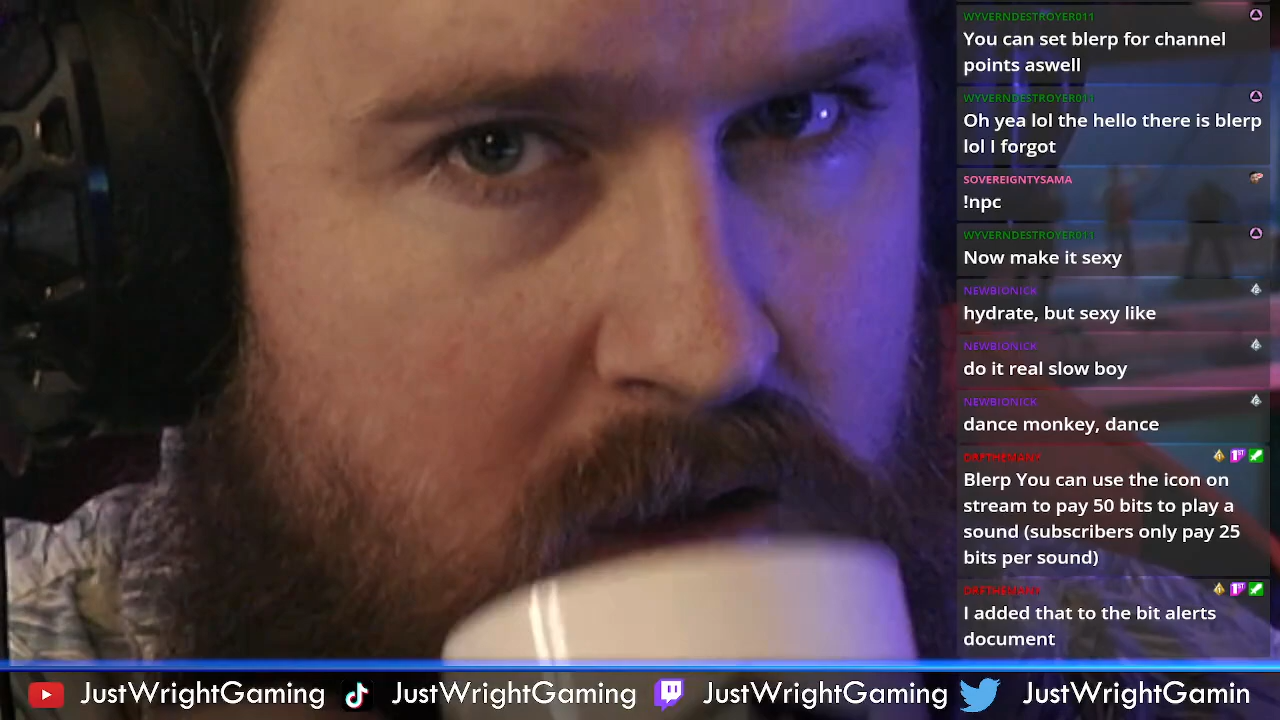 WYVERNDESTROYER011
You can set blerp for channel
points aswell
WYVERNDESTROYER011
Oh yea lol the hello there is blerp
lol I forgot
SOVEREIGNTYSAMA
!npc
WYVERNDESTROYER011
Now make it sexy
NEWBIONICK
hydrate, but sexy like
NEWBIONICK
do it real slow boy
NEWBIONICK
dance monkey, dance
Blerp You can use the icon on
stream to pay 50 bits to play a
sound (subscribers only pay 25
bits per sound)
I added that to the bit alerts
document
JustWrightGaming JustWrightGaming JustWrightGaming JustWrightGamin